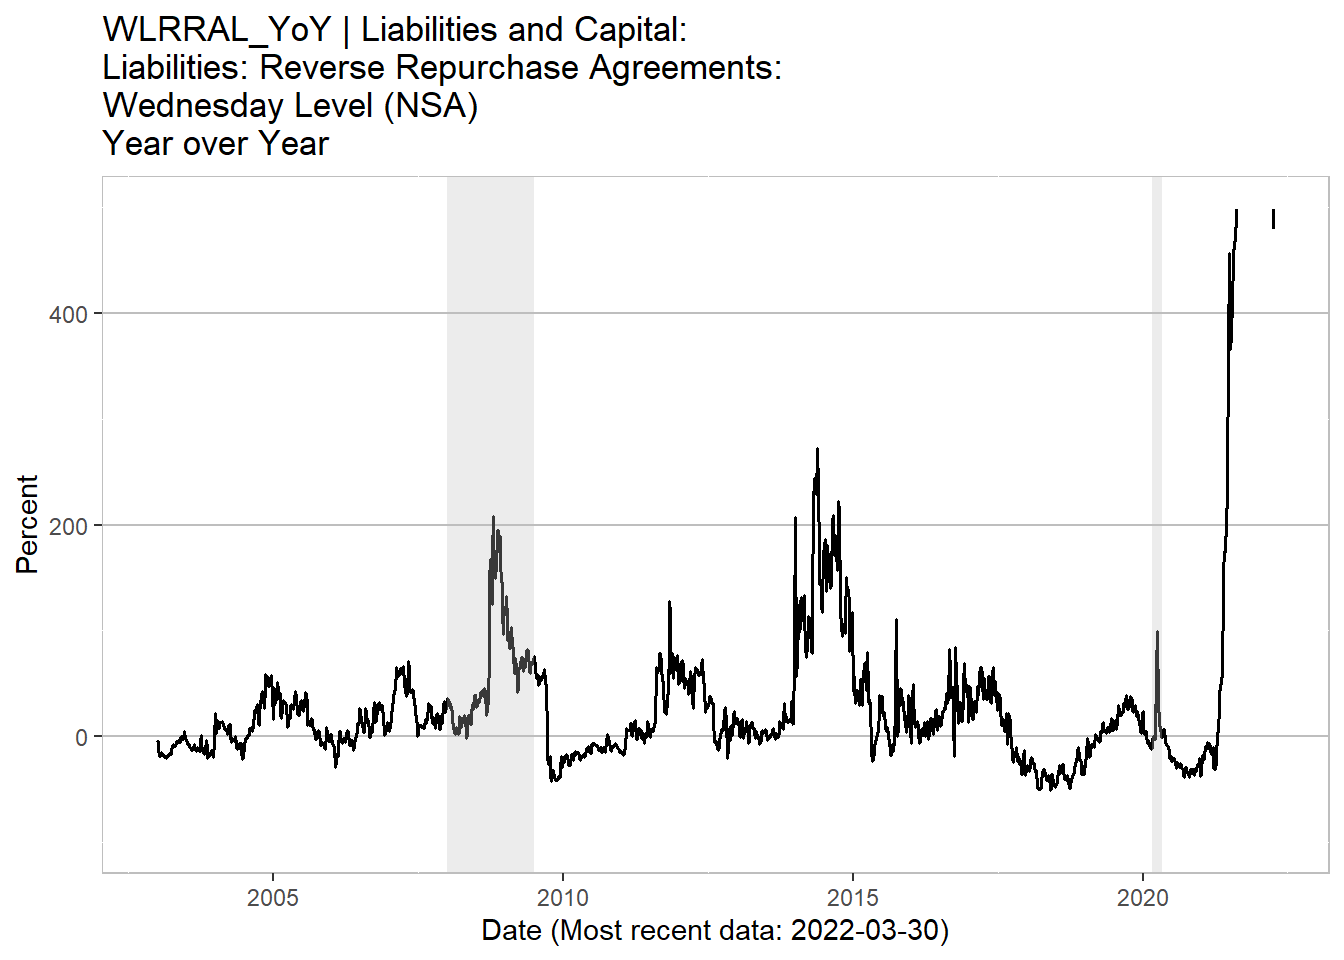 WLRRAL_YoY | Liabilities and Capital:
Liabilities: Reverse Repurchase Agreements:
Wednesday Level (NSA)
Year over Year
Percent
400
200
0
2005
2010
2015
2020
Date (Most recent data: 2022-03-30)